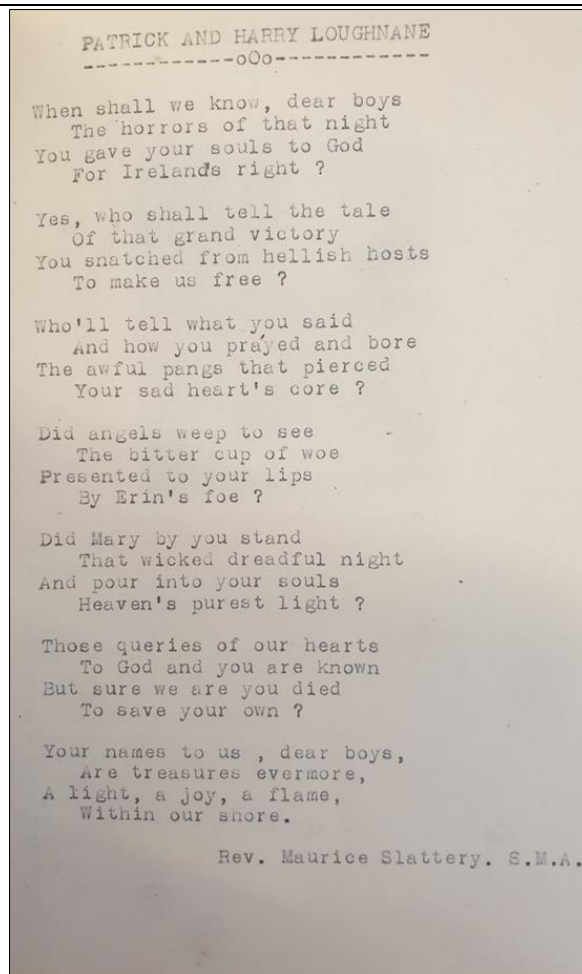 PATRICK AND HARRY LOUGHNANE
------------oOo------------
When shall we know, dear boys
The horrors of that night
You gave your souls to God
For Irelands right ?
Yes, who shall tell the tale
Of that grand victory
You snatched from hellish hosts
To make us free ?
Who'll tell what you said
And how you prayed and bore
The awful pangs that pierced
Your sad heart's core ?
Did angels weep to see
The bitter cup of woe
Presented to your lips
By Erin's foe ?
Did Mary by you stand
That wicked dreadful night
And pour into your souls
Heaven's purest light ?
Those queries of our hearts
To God and you are known
But sure we are you died
To save your own ?
Your names to us , dear boys,
Are treasures evermore,
A light, a joy, a flame,
Within our shore.
Rev. Maurice Slattery. S.M.A.